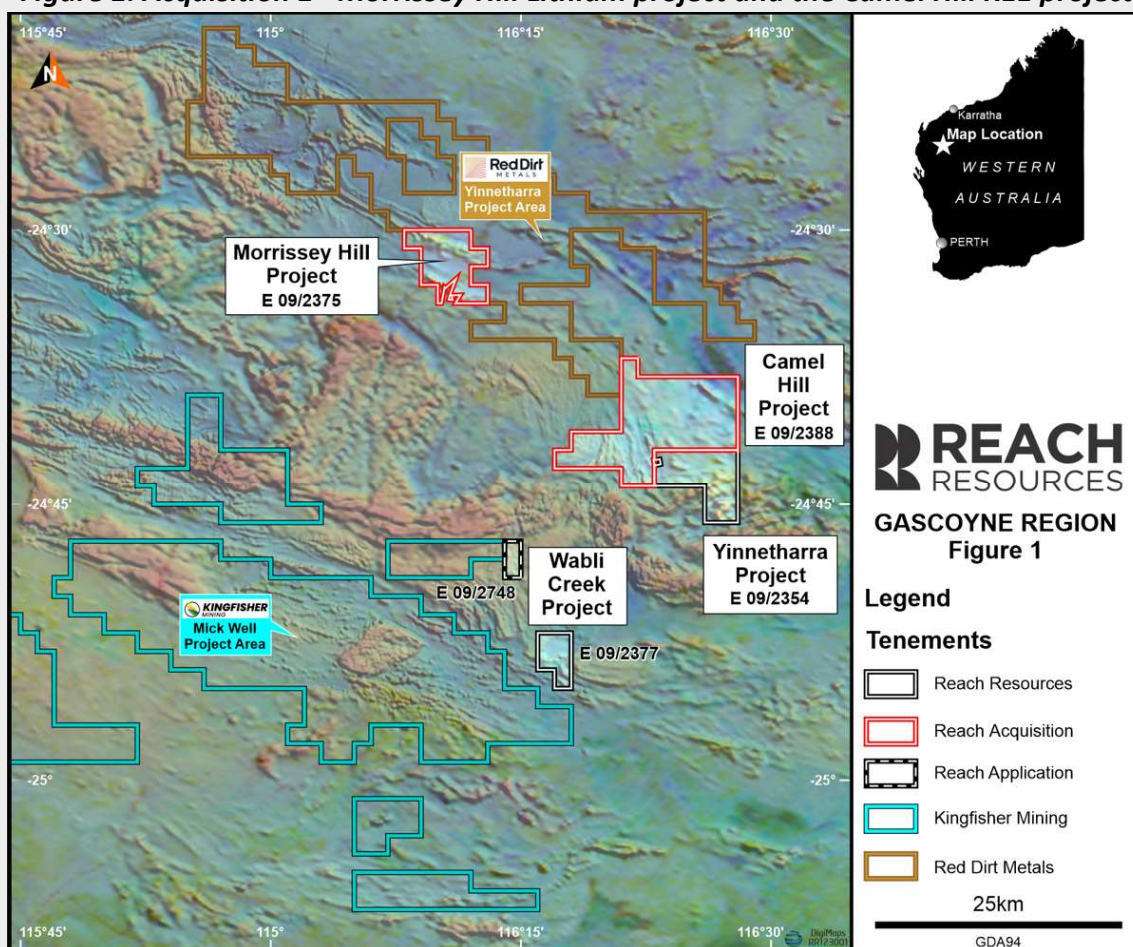 Acquisition Morrissey Hill Lithium project and the Camel Hill REE project
115°45'
115°
116°15'
116°30'
N
Red Dirt
METALS
Yinnetharra
Project Area
-24°30'
-24°30'
Morrissey Hill
Project
E 09/2375
Camel
Hill
Project
E 09/2388
-24°45'
-24°45'
Yinnetharra
Project
E 09/2354
Wabli
Creek
Project
E 09/2748
E 09/2377
KINGFISHER
MINING
Mick Well
Project Area
-25°
-25°
115°45'
115°
116°15'
116°30'
DigiMaps
Karratha
Map Location
WESTERN
AUSTRALIA
PERTH
REACH
RESOURCES
GASCOYNE REGION
Figure 1
Legend
Tenements
Reach Resources
Reach Acquisition
Reach Application
Kingfisher Mining
Red Dirt Metals
25km
GDA94